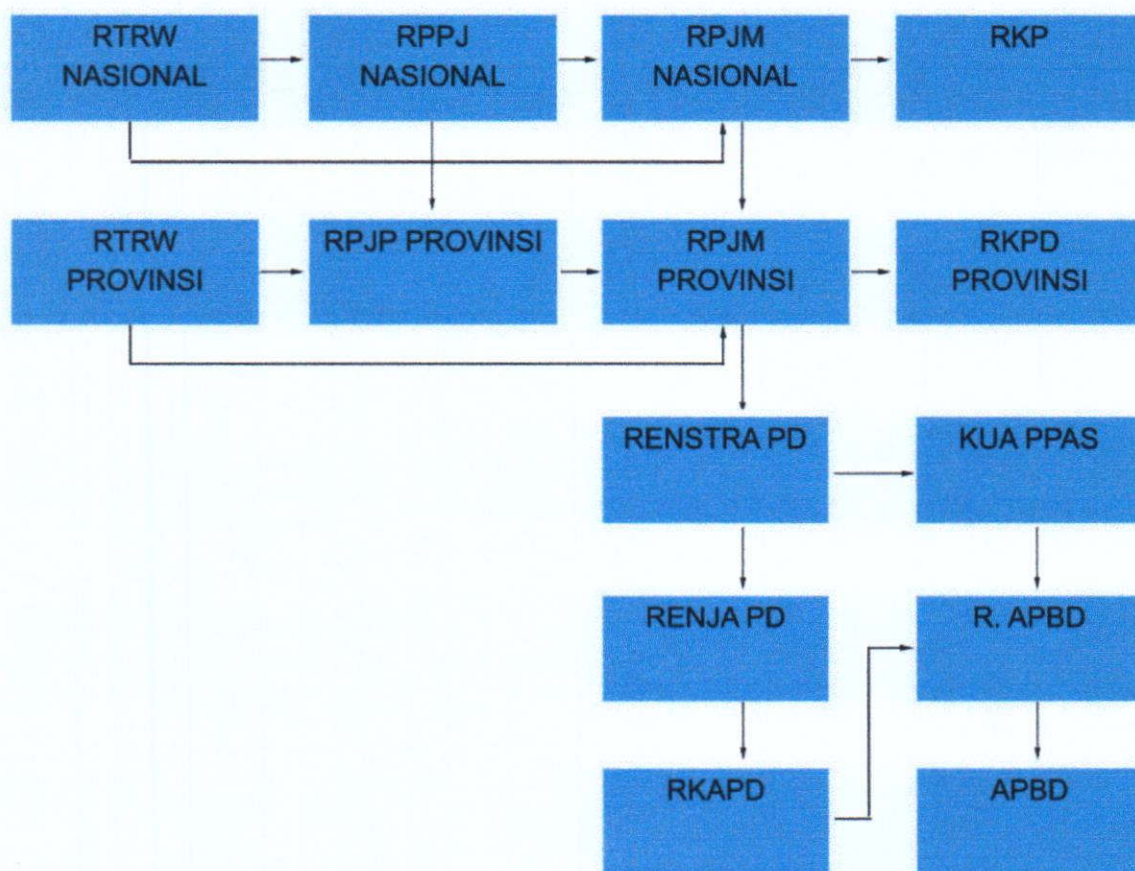 RTRW
NASIONAL
RPPJ
NASIONAL
RPJM
NASIONAL
RKP
RTRW
PROVINSI
RPJP PROVINSI
RPJM
PROVINSI
RKPD
PROVINSI
RENSTRA PD
KUA PPAS
RENJA PD
R. APBD
RKAPD
APBD